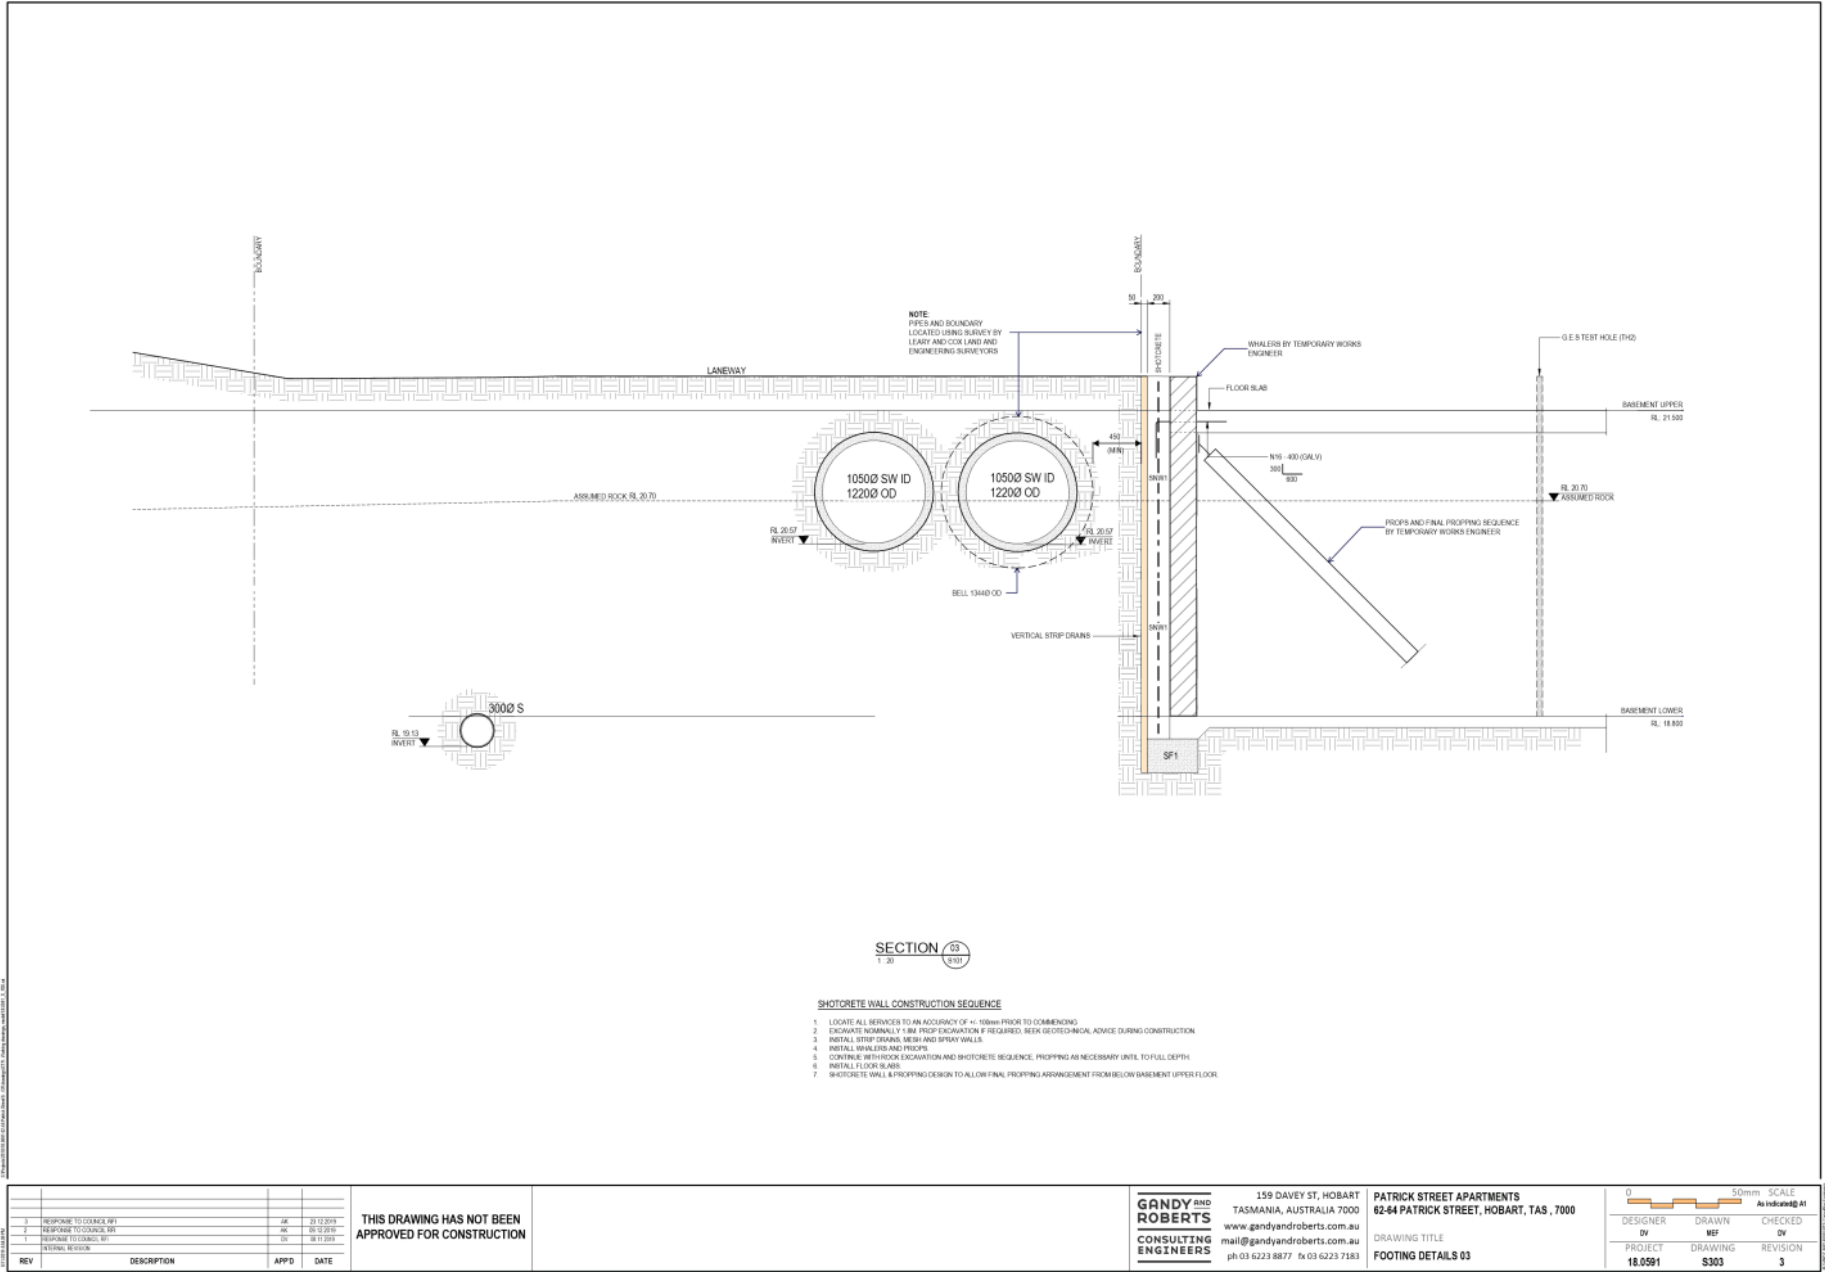 BOUNDARY
BOUNDARY
50
200
SHOTCRETE
NOTE:
PIPES AND BOUNDARY
LOCATED USING SURVEY BY
LEARY AND COX LAND AND
ENGINEERING SURVEYORS
WHALERS BY TEMPORARY WORKS
ENGINEER
G.E.S TEST HOLE (TH2)
LANEWAY
FLOOR SLAB
BASEMENT UPPER
RL: 21.500
450
(MIN)
N16 - 400 (GALV)
300
600
1050Ø SW ID
1220Ø OD
1050Ø SW ID
1220Ø OD
SNW1
ASSUMED ROCK RL 20.70
RL 20.70
ASSUMED ROCK
RL 20.57
INVERT
RL 20.57
INVERT
PROPS AND FINAL PROPPING SEQUENCE
BY TEMPORARY WORKS ENGINEER
BELL 1344Ø OD
VERTICAL STRIP DRAINS
SNW1
300Ø S
RL 19.13
INVERT
BASEMENT LOWER
RL: 18.800
SF1
SECTION
03
1 : 20
S101
SHOTCRETE WALL CONSTRUCTION SEQUENCE
1. LOCATE ALL SERVICES TO AN ACCURACY OF +/- 100mm PRIOR TO COMMENCING
2. EXCAVATE NOMINALLY 1.8M. PROP EXCAVATION IF REQUIRED, SEEK GEOTECHNICAL ADVICE DURING CONSTRUCTION
3. INSTALL STRIP DRAINS, MESH AND SPRAY WALLS.
4. INSTALL WHALERS AND PROPS
5. CONTINUE WITH ROCK EXCAVATION AND SHOTCRETE SEQUENCE, PROPPING AS NECESSARY UNTIL TO FULL DEPTH.
6. INSTALL FLOOR SLABS.
7. SHOTCRETE WALL & PROPPING DESIGN TO ALLOW FINAL PROPPING ARRANGEMENT FROM BELOW BASEMENT UPPER FLOOR.
3 RESPONSE TO COUNCIL RFI AK 23.12.2019
2 RESPONSE TO COUNCIL RFI AK 09.12.2019
1 RESPONSE TO COUNCIL RFI DV
INTERNAL REVISION
REV DESCRIPTION APP'D DATE
THIS DRAWING HAS NOT BEEN
APPROVED FOR CONSTRUCTION
GANDY AND
ROBERTS
CONSULTING
ENGINEERS
159 DAVEY ST, HOBART
TASMANIA, AUSTRALIA 7000
www.gandyandroberts.com.au
mail@gandyandroberts.com.au
ph 03 6223 8877 fx 03 6223 7183
PATRICK STREET APARTMENTS
62-64 PATRICK STREET, HOBART, TAS , 7000
DRAWING TITLE
FOOTING DETAILS 03
0 50mm SCALE
As indicated@ A1
DESIGNER DRAWN CHECKED
DV MEF DV
PROJECT DRAWING REVISION
18.0591 S303 3